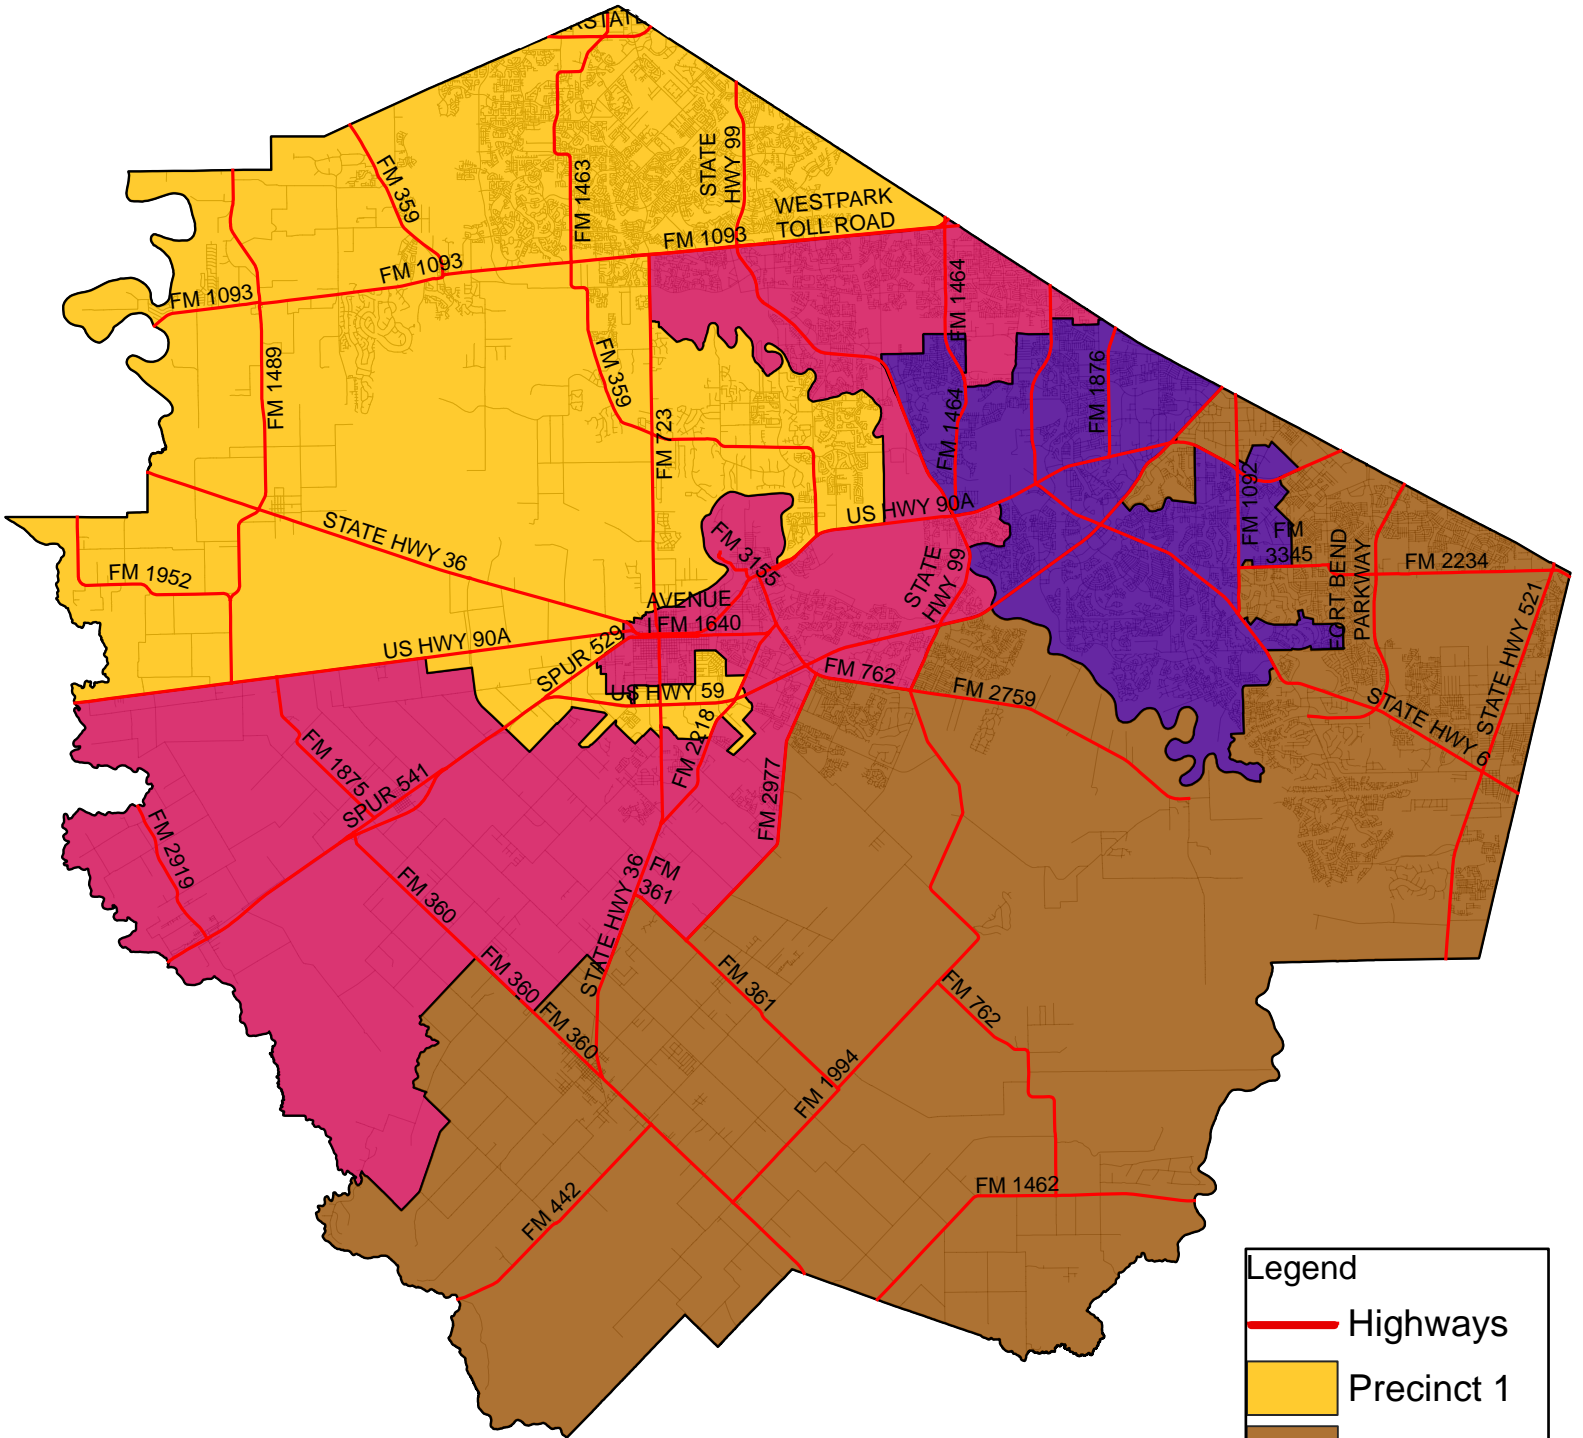 STATE
HWY 99
WESTPARK
TOLL ROAD
FM 359
FM 1463
FM 1093
FM 1093
FM 1093
FM 1464
FM 1489
FM 359
FM 1876
FM 723
FM 1464
US HWY 90A
FM 1092
STATE HWY 36
FM 3155
FM
3345
FORT BEND
PARKWAY
FM 2234
FM 1952
STATE
HWY 99
AVENUE
I FM 1640
STATE HWY 521
US HWY 90A
SPUR 529
US HWY 59
FM 762
FM 2759
STATE HWY 6
FM 1875
SPUR 541
FM 2218
FM 2977
FM 2919
FM 360
STATE HWY 36
FM
361
FM 360
FM 360
FM 361
FM 762
FM 1994
FM 442
FM 1462
Legend
Highways
Precinct 1